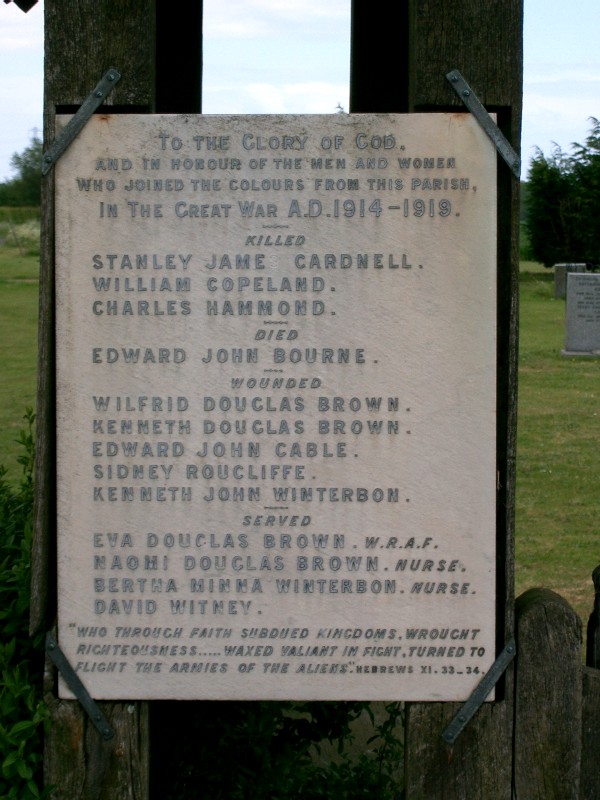 TO THE GLORY OF GOD.
AND IN HONOUR OF THE MEN AND WOMEN
WHO JOINED THE COLOURS FROM THIS PARISH,
IN THE GREAT WAR A.D. 1914-1919.
KILLED
STANLEY JAME CARDNELL.
WILLIAM COPELAND.
CHARLES HAMMOND.
DIED
EDWARD JOHN BOURNE.
WOUNDED
WILFRID DOUGLAS BROWN.
KENNETH DOUGLAS BROWN.
EDWARD JOHN CABLE.
SIDNEY ROUCLIFFE.
KENNETH JOHN WINTERBON.
SERVED
EVA DOUGLAS BROWN. W.R.A.F.
NAOMI DOUGLAS BROWN. NURSE.
BERTHA MINNA WINTERBON. NURSE.
DAVID WITNEY.
"WHO THROUGH FAITH SUBDUED KINGDOMS, WROUGHT
RIGHTEOUSNESS..... WAXED VALIANT IN FIGHT, TURNED TO
FLIGHT THE ARMIES OF THE ALIENS". HEBREWS XI. 33-34.